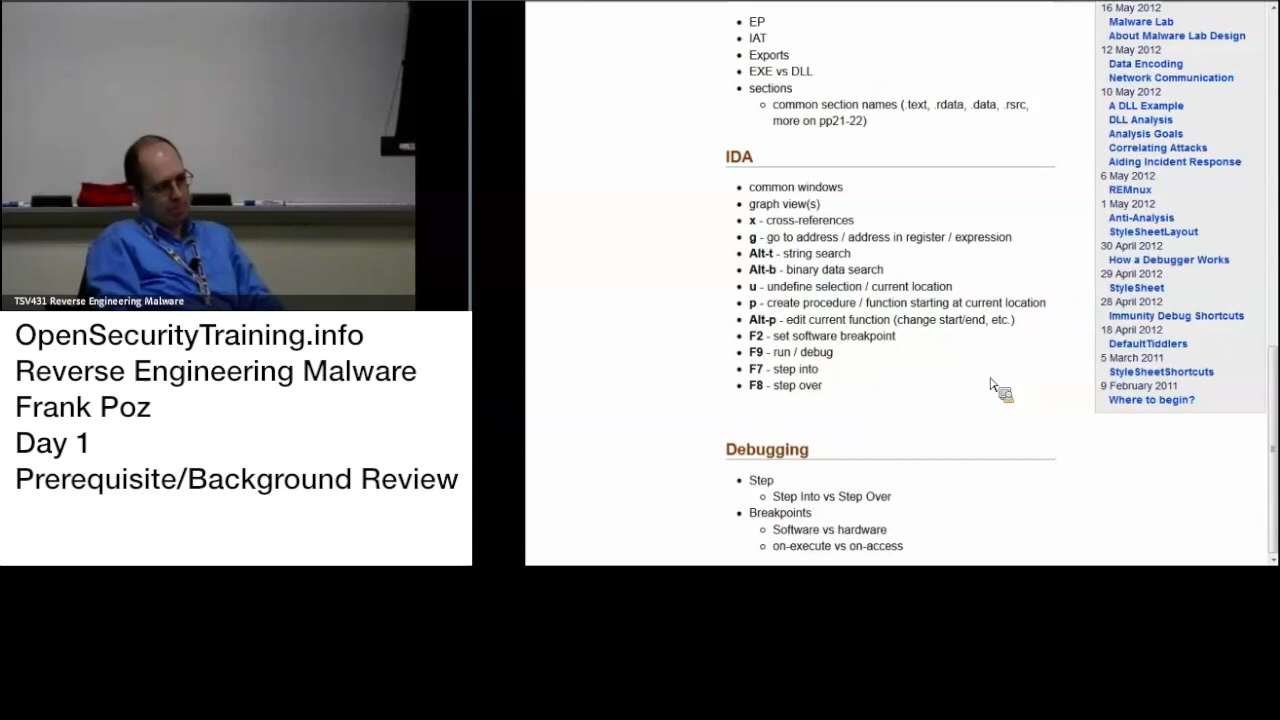 TSV431 Reverse Engineering Malware
OpenSecurityTraining.info
Reverse Engineering Malware
Frank Poz
Day 1
Prerequisite/Background Review
EP
IAT
Exports
EXE vs DLL
sections
common section names (.text, .rdata, .data, .rsrc,
more on pp21-22)
IDA
common windows
graph view(s)
x - cross-references
g - go to address / address in register / expression
Alt-t - string search
Alt-b - binary data search
u - undefine selection / current location
p - create procedure / function starting at current location
Alt-p - edit current function (change start/end, etc.)
F2 - set software breakpoint
F9 - run / debug
F7 - step into
F8 - step over
Debugging
Step
Step Into vs Step Over
Breakpoints
Software vs hardware
on-execute vs on-access
16 May 2012
Malware Lab
About Malware Lab Design
12 May 2012
Data Encoding
Network Communication
10 May 2012
A DLL Example
DLL Analysis
Analysis Goals
Correlating Attacks
Aiding Incident Response
6 May 2012
REMnux
1 May 2012
Anti-Analysis
StyleSheetLayout
30 April 2012
How a Debugger Works
29 April 2012
StyleSheet
28 April 2012
Immunity Debug Shortcuts
18 April 2012
DefaultTiddlers
5 March 2011
StyleSheetShortcuts
9 February 2011
Where to begin?